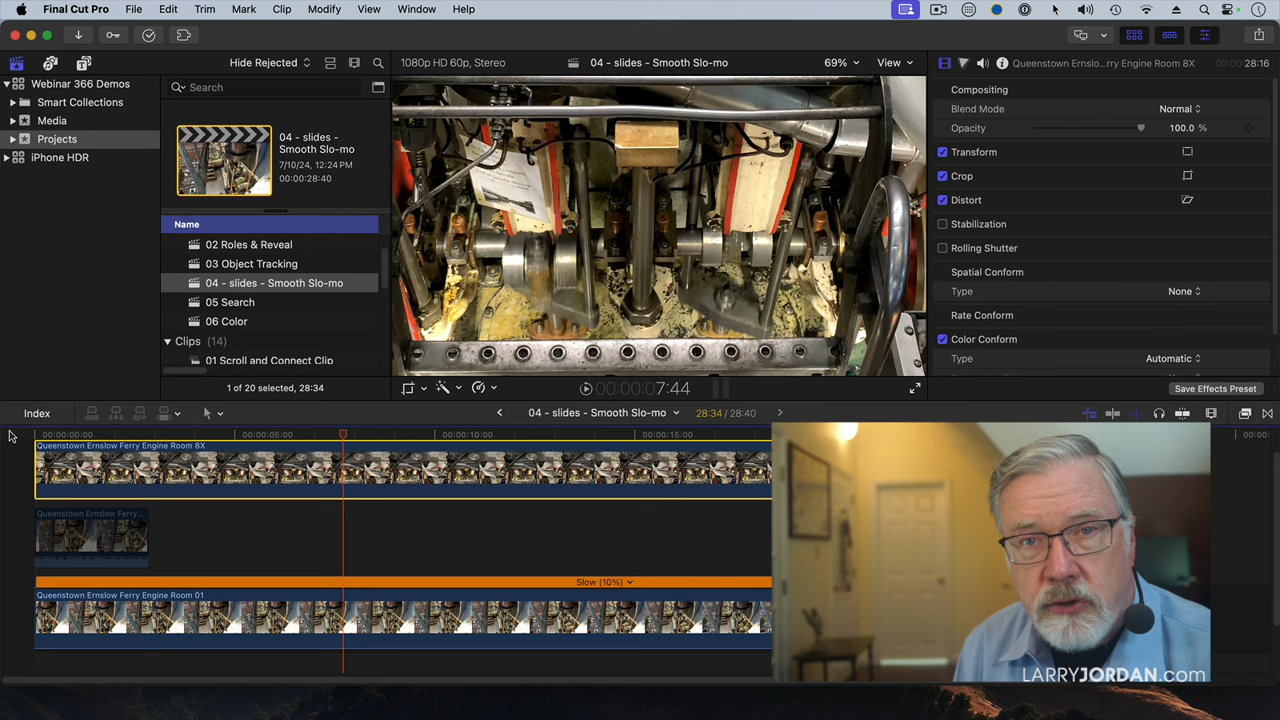 Final Cut Pro File Edit Trim Mark Clip Modify View Window Help
Hide Rejected
1080p HD 60p, Stereo 04 - slides - Smooth Slo-mo 69% View
Queenstown Ernslo...rry Engine Room 8X 00:00:28:16
Webinar 366 Demos
Smart Collections
Media
Projects
iPhone HDR
Search
04 - slides -
Smooth Slo-mo
7/10/24, 12:24 PM
00:00:28:40
Name
02 Roles & Reveal
03 Object Tracking
04 - slides - Smooth Slo-mo
05 Search
06 Color
Clips (14)
01 Scroll and Connect Clip
1 of 20 selected, 28:34
00:00:00:07:44
Compositing
Blend Mode Normal
Opacity 100.0 %
Transform
Crop
Distort
Stabilization
Rolling Shutter
Spatial Conform
Type None
Rate Conform
Color Conform
Type Automatic
Save Effects Preset
Index 04 - slides - Smooth Slo-mo 28:34 / 28:40
00:00:00:00 00:00:05:00 00:00:10:00 00:00:15:00 00:00:
Queenstown Ernslow Ferry Engine Room 8X
Queenstown Ernslow Ferry...
Slow (10%)
Queenstown Ernslow Ferry Engine Room 01
LARRYJORDAN.com